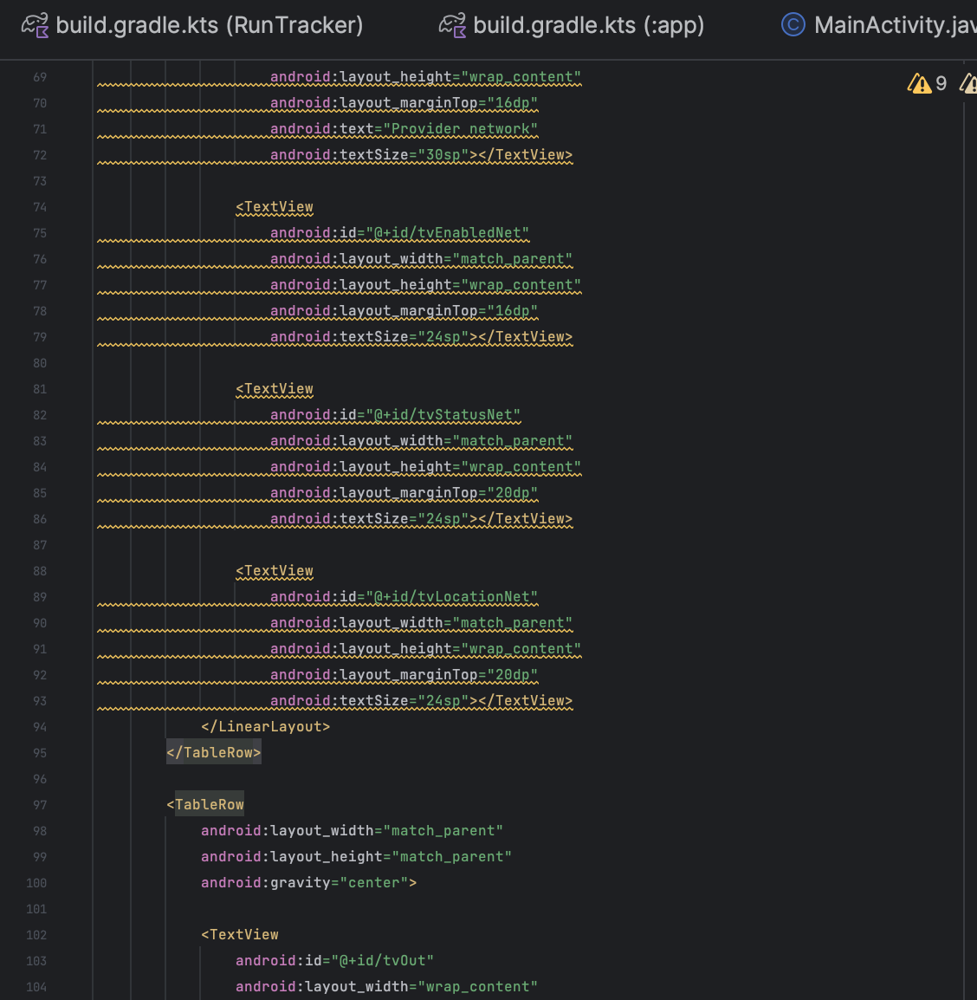 build.gradle.kts (RunTracker) build.gradle.kts (:app) MainActivity.jav
69 android:layout_height="wrap_content"
9
70 android:layout_marginTop="16dp"
71 android:text="Provider network"
72 android:textSize="30sp"></TextView>
73
74 <TextView
75 android:id="@+id/tvEnabledNet"
76 android:layout_width="match_parent"
77 android:layout_height="wrap_content"
78 android:layout_marginTop="16dp"
79 android:textSize="24sp"></TextView>
80
81 <TextView
82 android:id="@+id/tvStatusNet"
83 android:layout_width="match_parent"
84 android:layout_height="wrap_content"
85 android:layout_marginTop="20dp"
86 android:textSize="24sp"></TextView>
87
88 <TextView
89 android:id="@+id/tvLocationNet"
90 android:layout_width="match_parent"
91 android:layout_height="wrap_content"
92 android:layout_marginTop="20dp"
93 android:textSize="24sp"></TextView>
94 </LinearLayout>
95 </TableRow>
96
97 <TableRow
98 android:layout_width="match_parent"
99 android:layout_height="match_parent"
100 android:gravity="center">
101
102 <TextView
103 android:id="@+id/tvOut"
104 android:layout_width="wrap_content"